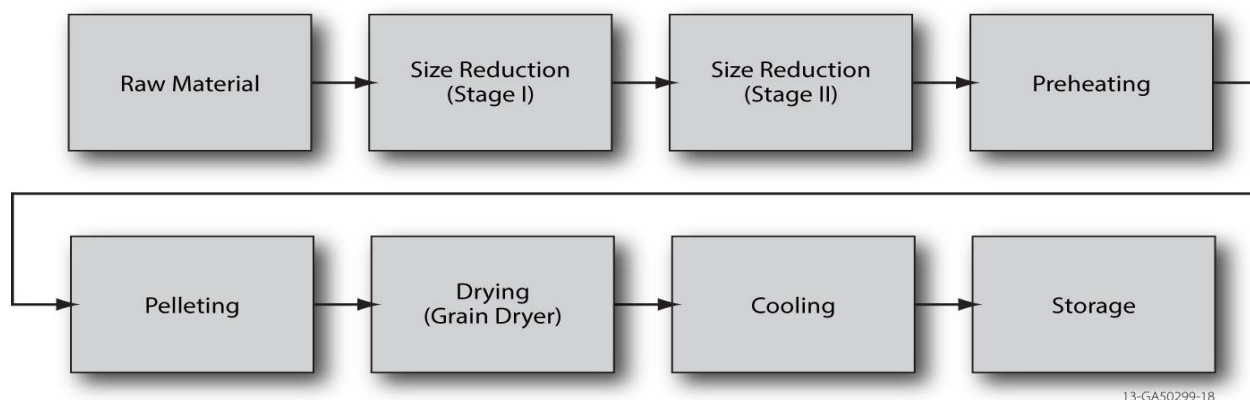 Raw Material
Size Reduction
(Stage I)
Size Reduction
(Stage II)
Preheating
Pelleting
Drying
(Grain Dryer)
Cooling
Storage
13-GA50299-18